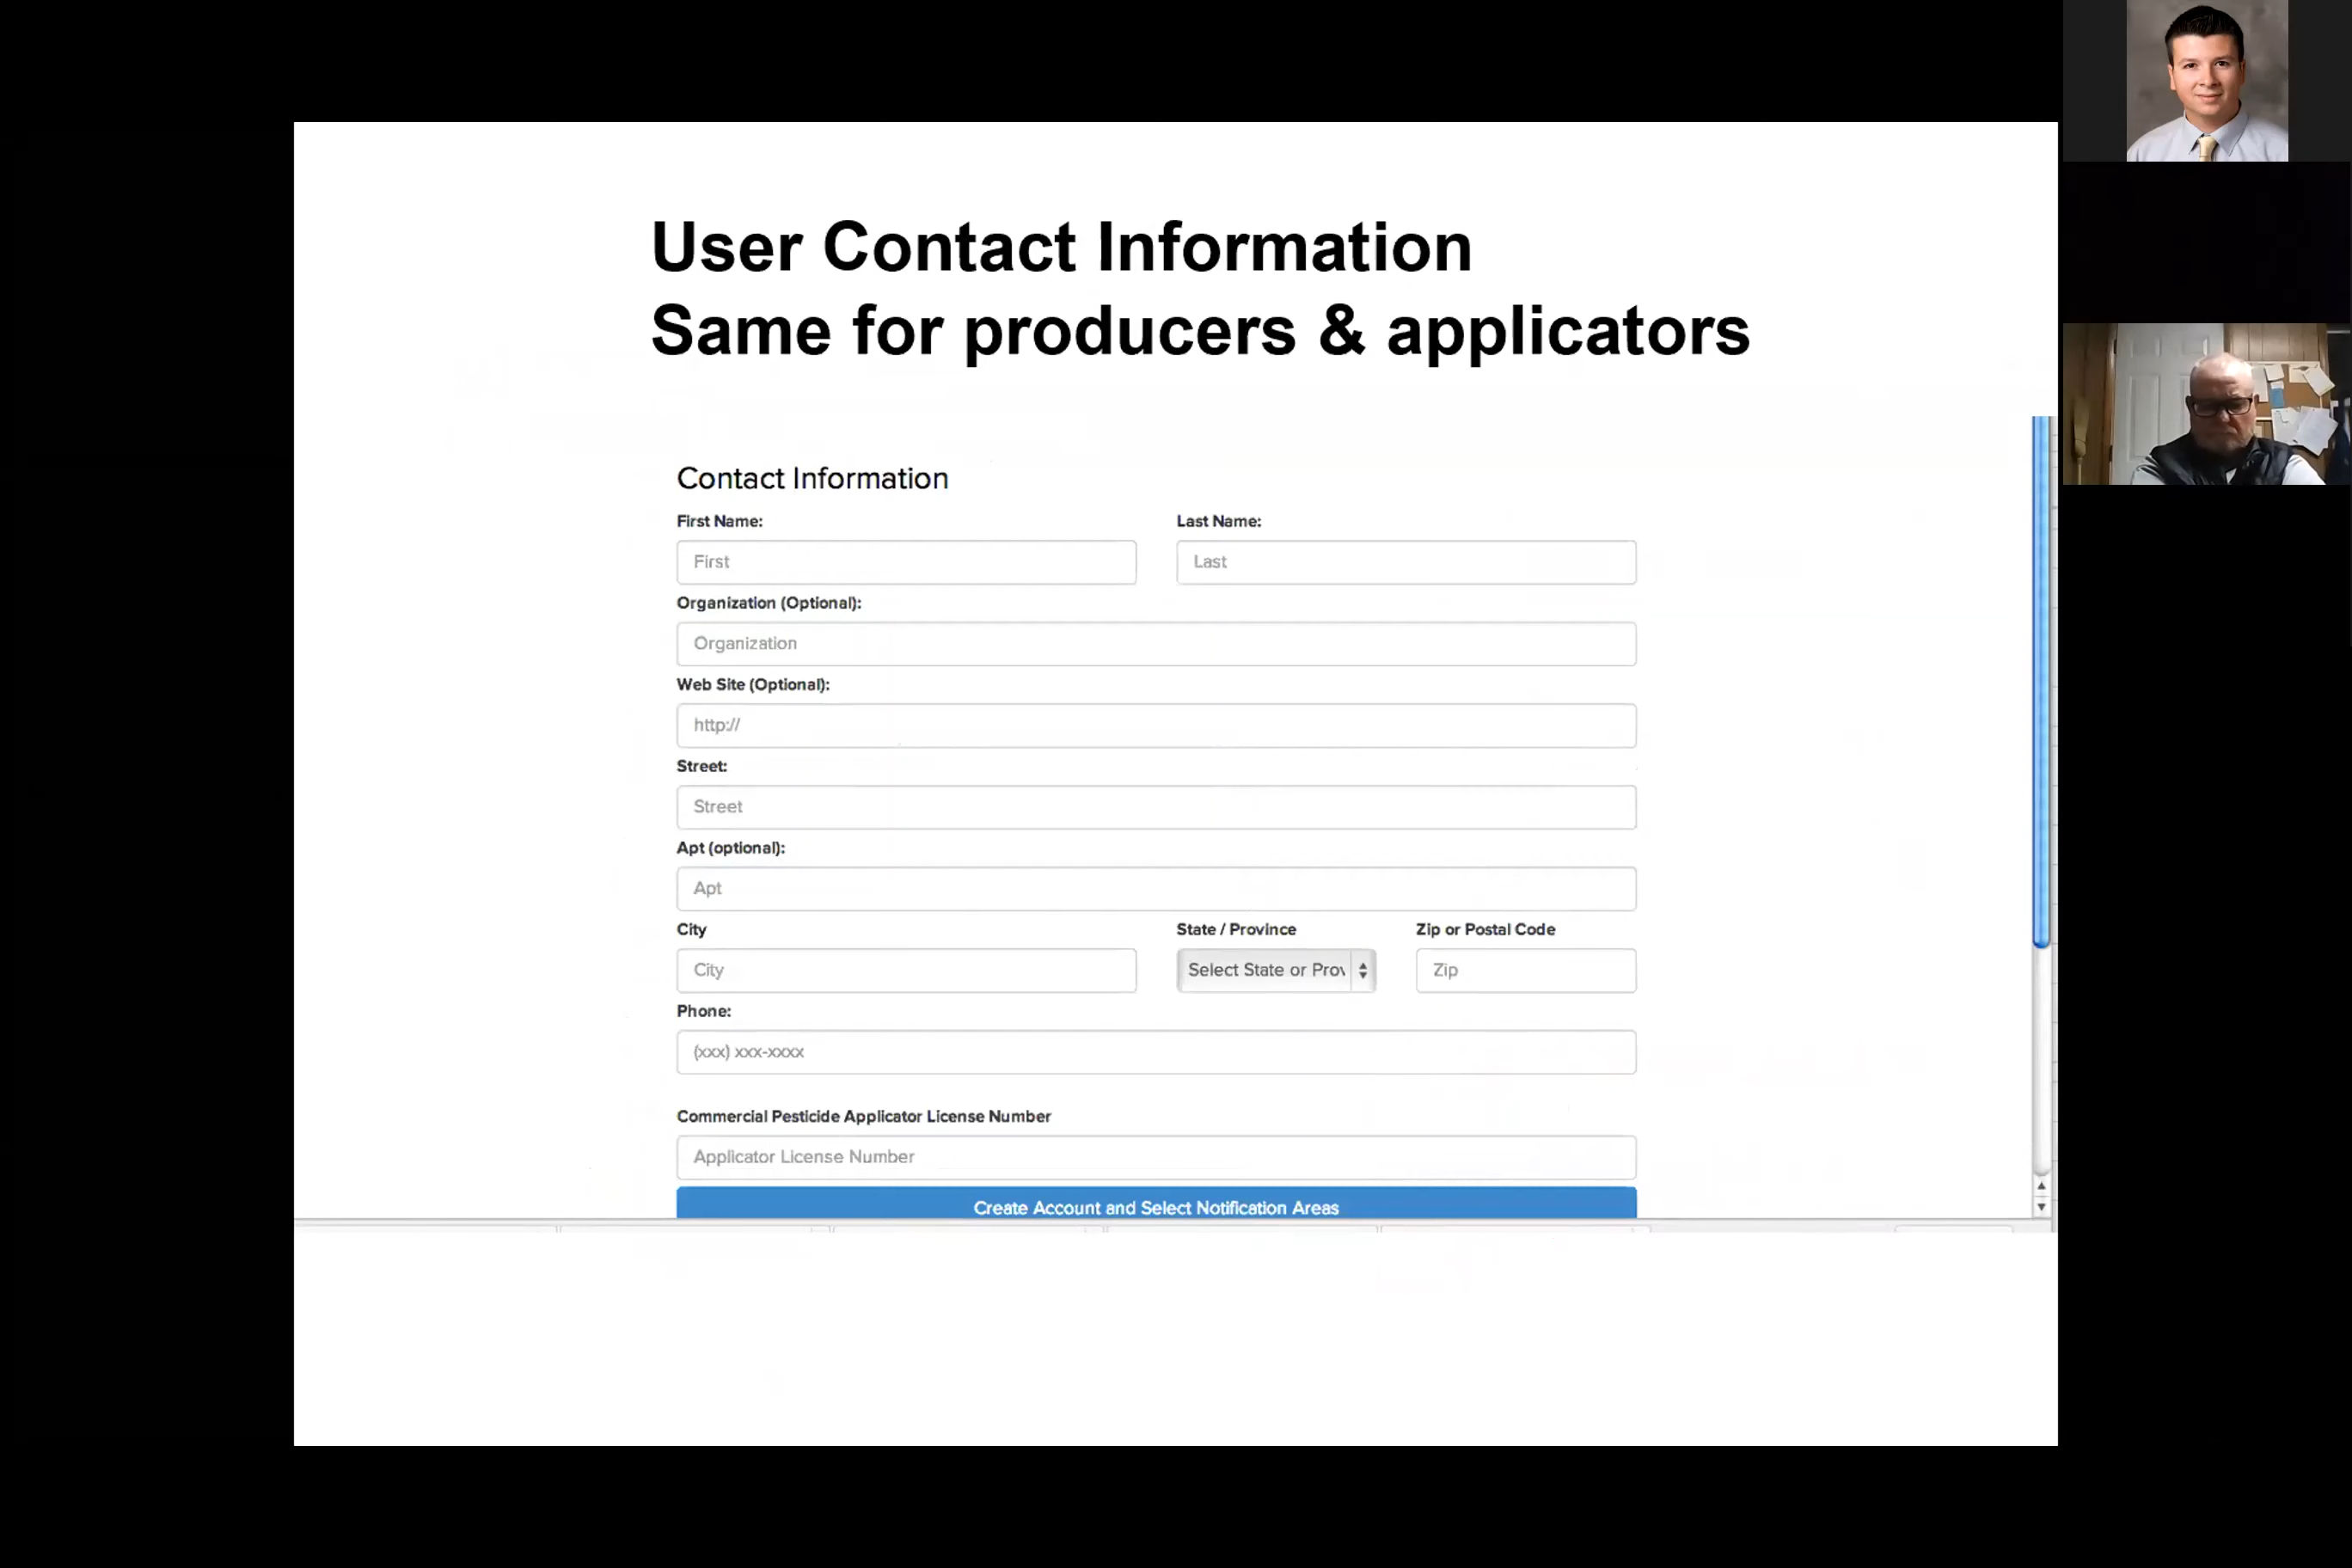 User Contact Information
Same for producers & applicators
Contact Information
First Name: Last Name:
First Last
Organization (Optional):
Organization
Web Site (Optional):
http://
Street:
Street
Apt (optional):
Apt
City State / Province Zip or Postal Code
City Select State or Prov Zip
Phone:
(xxx) xxx-xxxx
Commercial Pesticide Applicator License Number
Applicator License Number
Create Account and Select Notification Areas